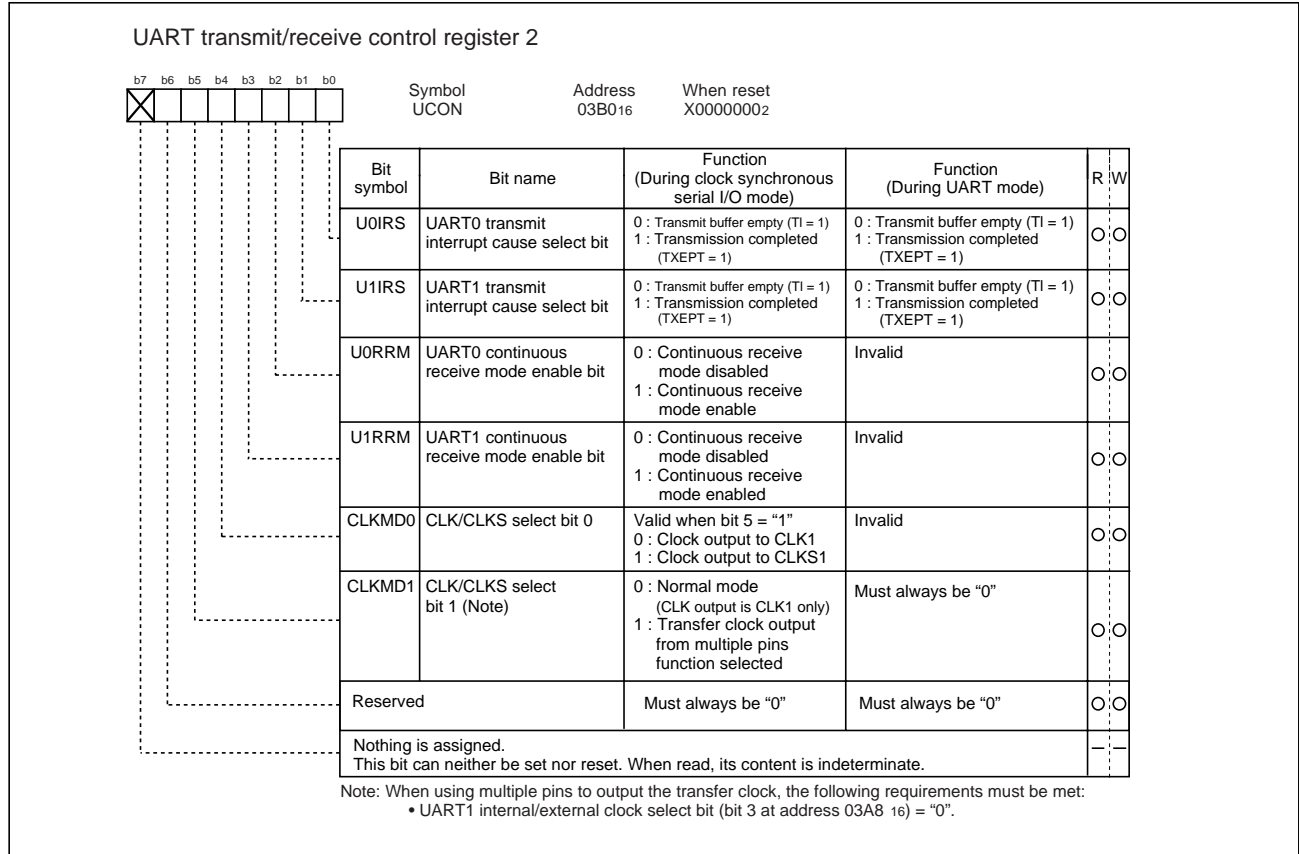 UART transmit/receive control register 2
b7 b6 b5 b4 b3 b2 b1 b0
Symbol Address When reset
UCON 03B016 X00000002
Bit symbol
Bit name
Function
(During clock synchronous
serial I/O mode)
Function
(During UART mode)
R W
U0IRS
UART0 transmit
interrupt cause select bit
0 : Transmit buffer empty (TI = 1)
1 : Transmission completed
(TXEPT = 1)
0 : Transmit buffer empty (TI = 1)
1 : Transmission completed
(TXEPT = 1)
U1IRS
UART1 transmit
interrupt cause select bit
0 : Transmit buffer empty (TI = 1)
1 : Transmission completed
(TXEPT = 1)
0 : Transmit buffer empty (TI = 1)
1 : Transmission completed
(TXEPT = 1)
U0RRM
UART0 continuous
receive mode enable bit
0 : Continuous receive
mode disabled
1 : Continuous receive
mode enable
Invalid
U1RRM
UART1 continuous
receive mode enable bit
0 : Continuous receive
mode disabled
1 : Continuous receive
mode enabled
Invalid
CLKMD0
CLK/CLKS select bit 0
Valid when bit 5 = “1”
0 : Clock output to CLK1
1 : Clock output to CLKS1
Invalid
CLKMD1
CLK/CLKS select
bit 1 (Note)
0 : Normal mode
(CLK output is CLK1 only)
1 : Transfer clock output
from multiple pins
function selected
Must always be “0”
Reserved
Must always be “0”
Must always be “0”
Nothing is assigned.
This bit can neither be set nor reset. When read, its content is indeterminate.
– –
Note: When using multiple pins to output the transfer clock, the following requirements must be met:
• UART1 internal/external clock select bit (bit 3 at address 03A8 16) = “0”.